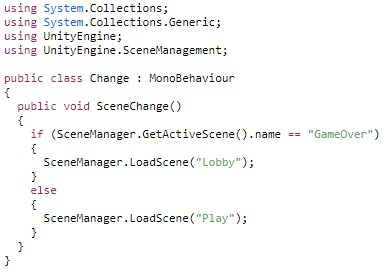 using System.Collections;
using System.Collections.Generic;
using UnityEngine;
using UnityEngine.SceneManagement;

public class Change : MonoBehaviour
{
  public void SceneChange()
  {
    if (SceneManager.GetActiveScene().name == "GameOver")
    {
      SceneManager.LoadScene("Lobby");
    }
    else
    {
      SceneManager.LoadScene("Play");
    }
  }
}